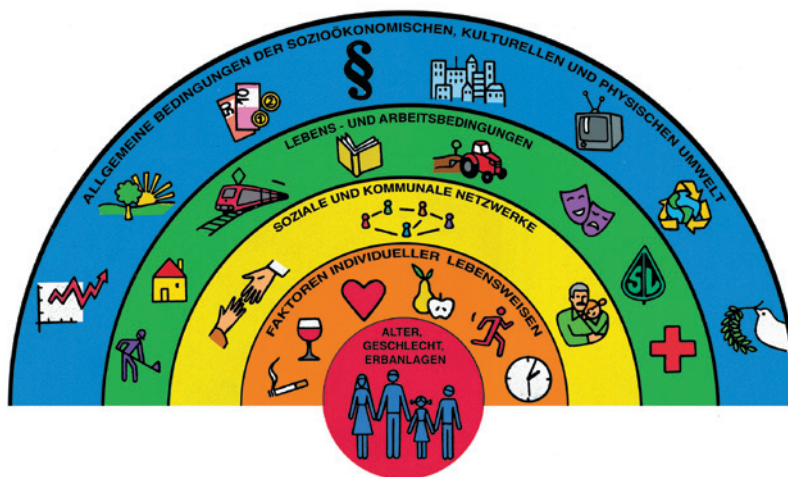 ALLGEMEINE BEDINGUNGEN DER SOZIOÖKONOMISCHEN, KULTURELLEN UND PHYSISCHEN UMWELT
§
LEBENS - UND ARBEITSBEDINGUNGEN
SOZIALE UND KOMMUNALE NETZWERKE
FAKTOREN INDIVIDUELLER LEBENSWEISEN
ALTER,
GESCHLECHT,
ERBANLAGEN